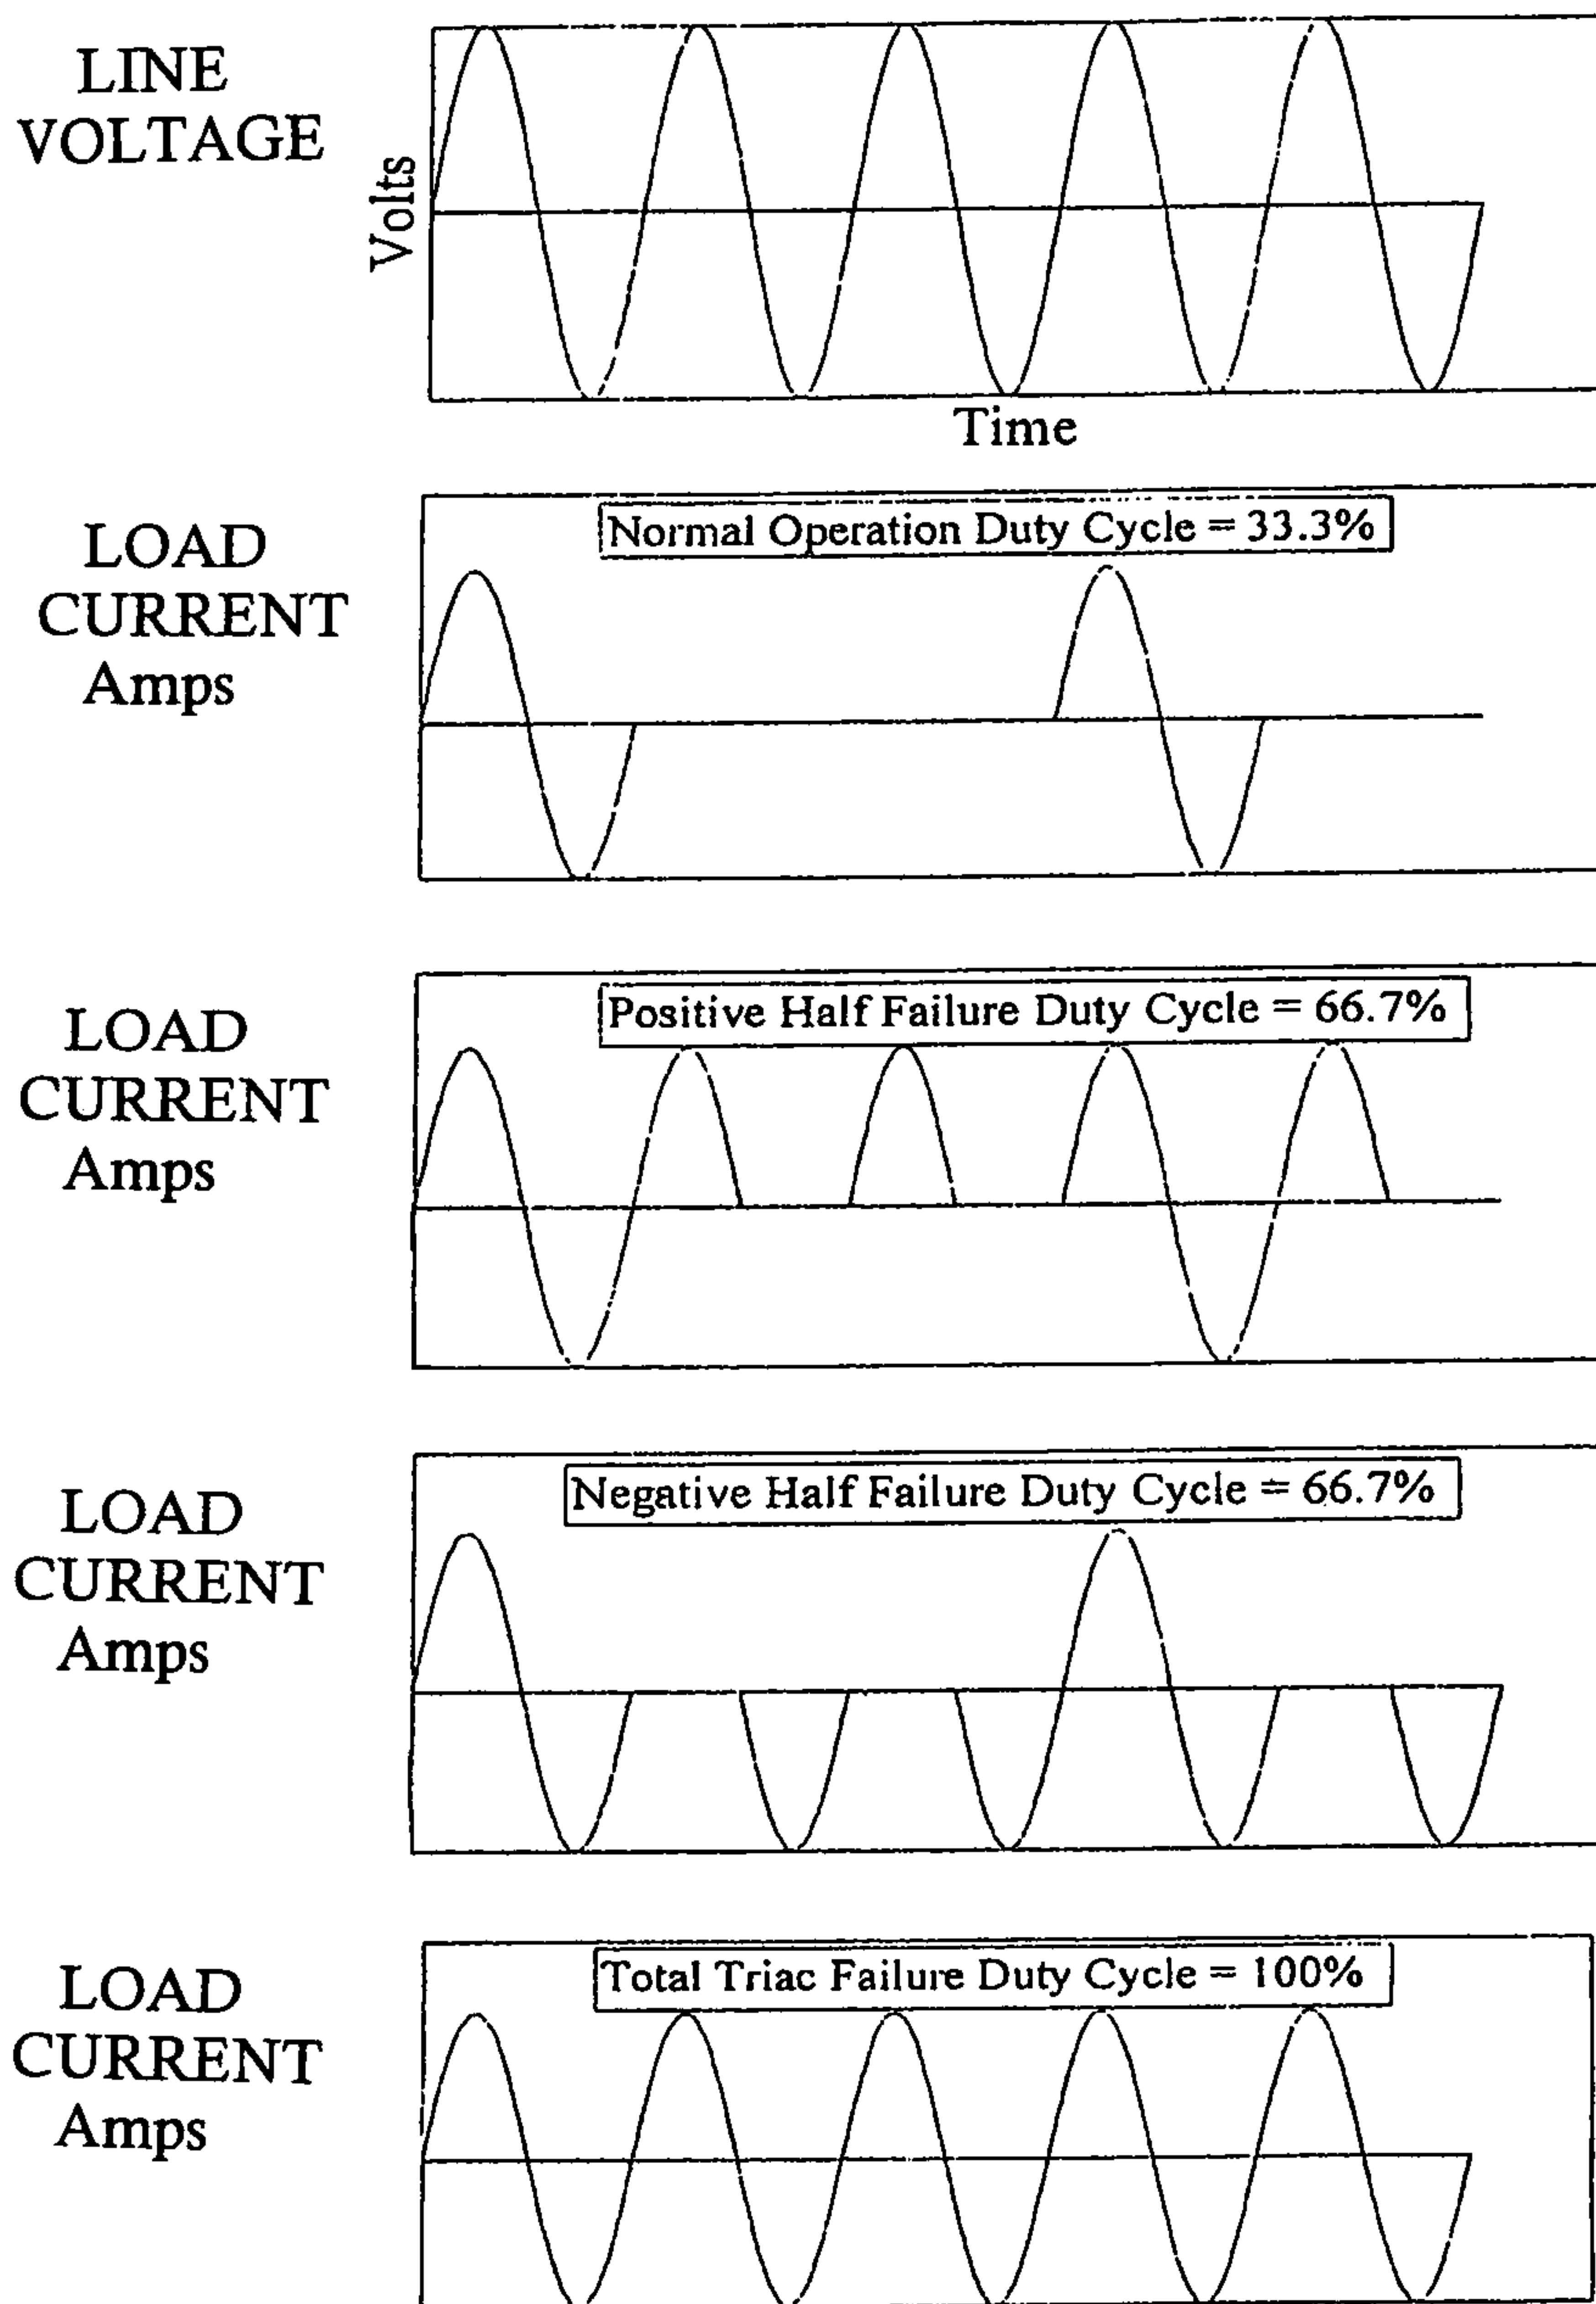 LINE
VOLTAGE
Volts
Time
LOAD
CURRENT
Amps
Normal Operation Duty Cycle = 33.3%
LOAD
CURRENT
Amps
Positive Half Failure Duty Cycle = 66.7%
LOAD
CURRENT
Amps
Negative Half Failure Duty Cycle = 66.7%
LOAD
CURRENT
Amps
Total Triac Failure Duty Cycle = 100%